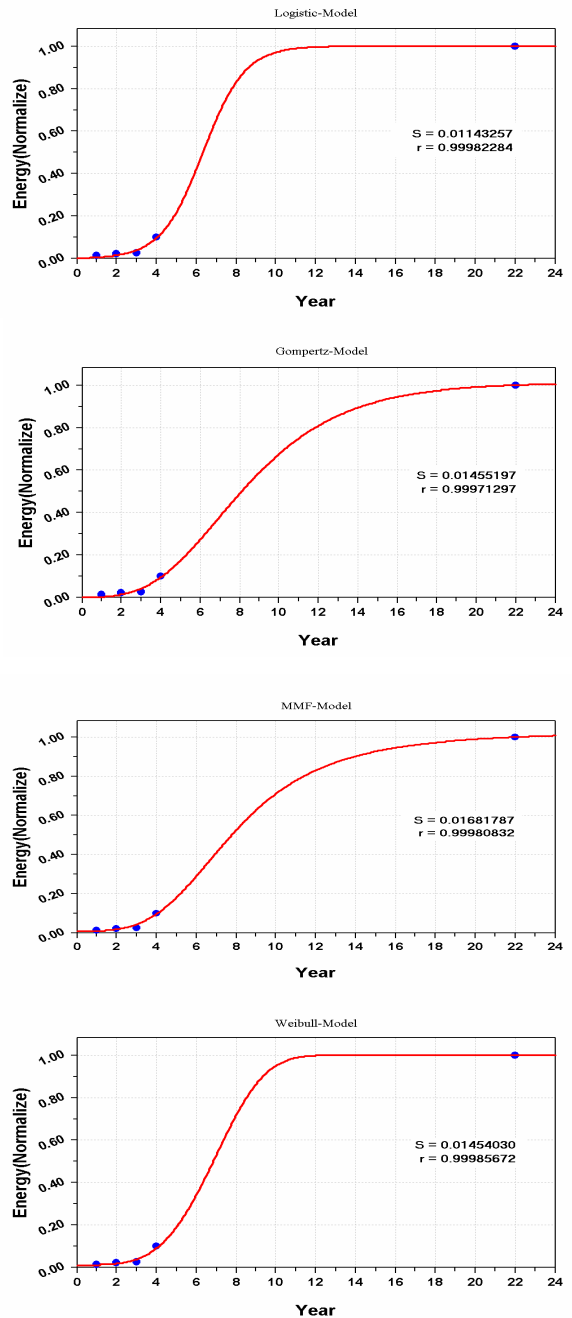 Logistic-Model
Energy(Normalize)
1.00
0.80
0.60
0.40
0.20
0.00
S = 0.01143257
r = 0.99982284
0 2 4 6 8 10 12 14 16 18 20 22 24
Year
Gompertz-Model
Energy(Normalize)
1.00
0.80
0.60
0.40
0.20
0.00
S = 0.01455197
r = 0.99971297
0 2 4 6 8 10 12 14 16 18 20 22 24
Year
MMF-Model
Energy(Normalize)
1.00
0.80
0.60
0.40
0.20
0.00
S = 0.01681787
r = 0.99980832
0 2 4 6 8 10 12 14 16 18 20 22 24
Year
Weibull-Model
Energy(Normalize)
1.00
0.80
0.60
0.40
0.20
0.00
S = 0.01454030
r = 0.99985672
0 2 4 6 8 10 12 14 16 18 20 22 24
Year